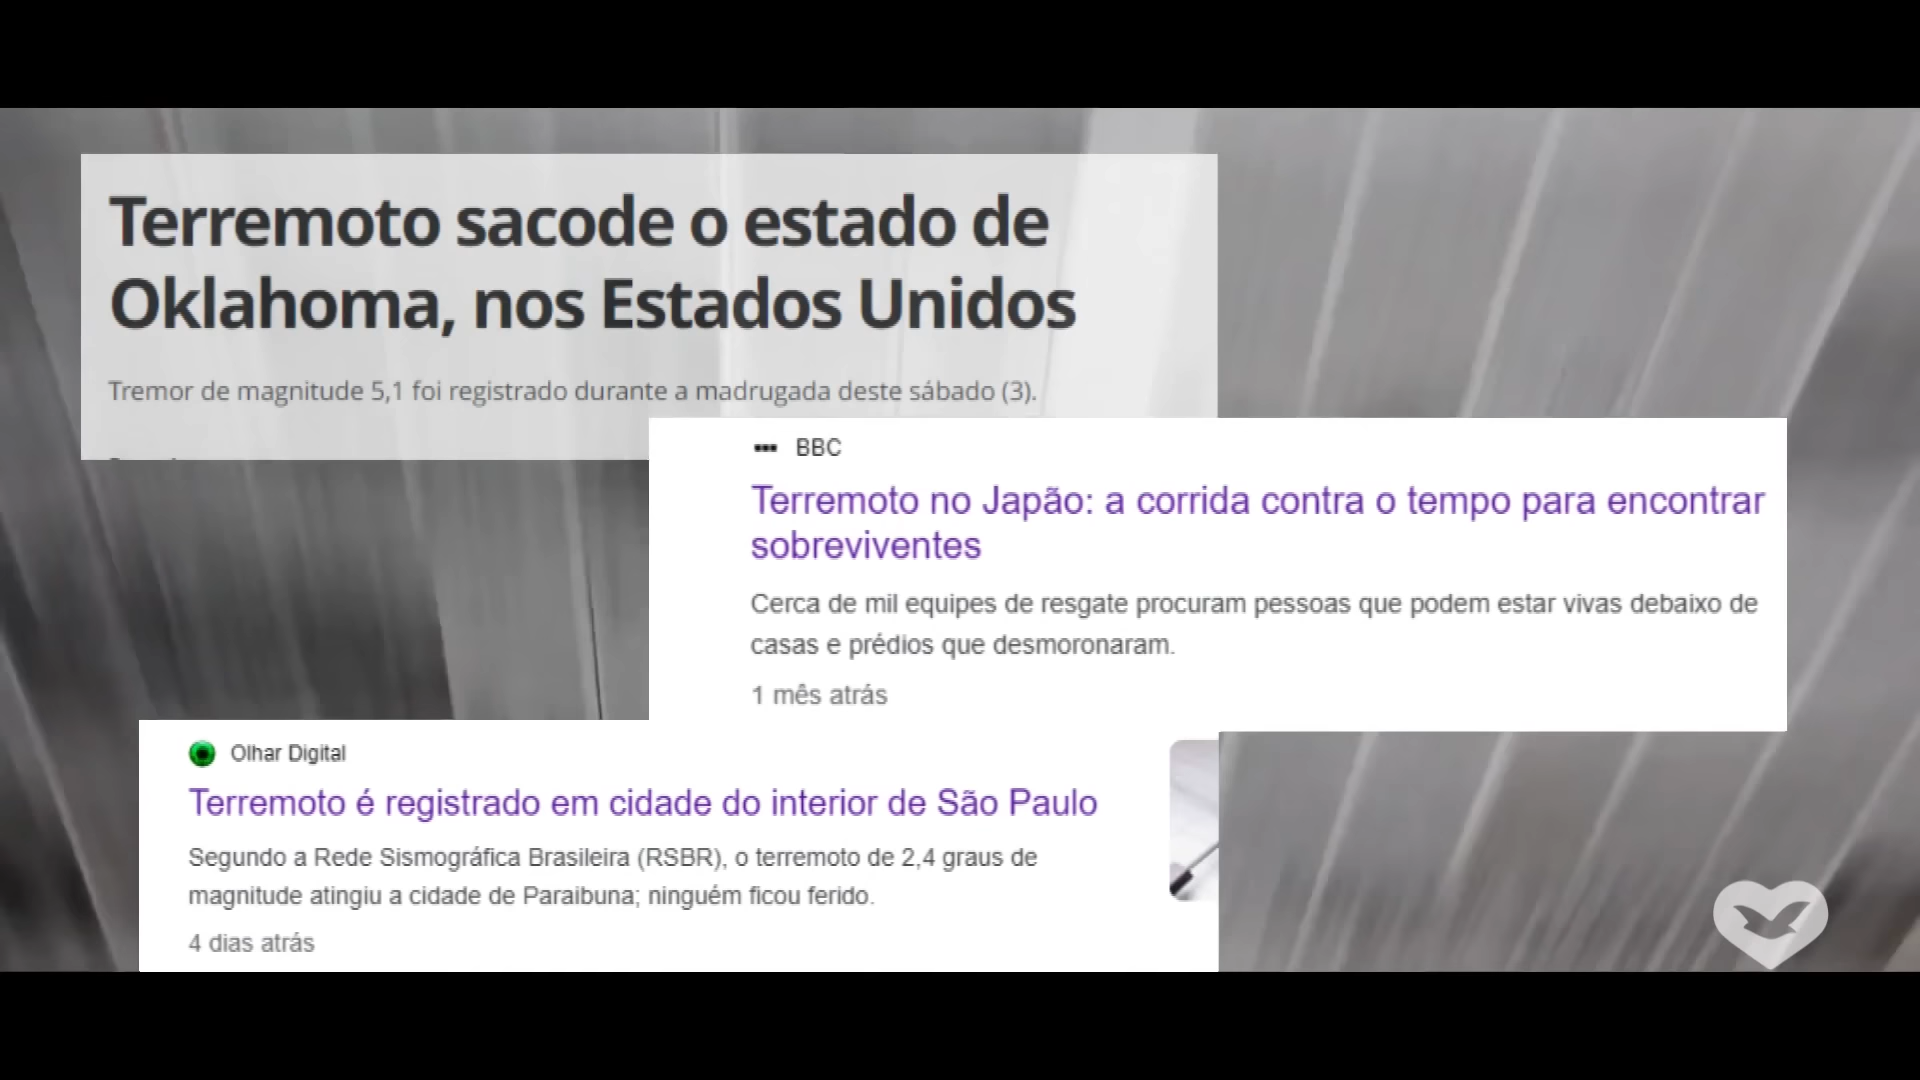 Terremoto sacode o estado de
Oklahoma, nos Estados Unidos
Tremor de magnitude 5,1 foi registrado durante a madrugada deste sábado (3).
BBC
Terremoto no Japão: a corrida contra o tempo para encontrar
sobreviventes
Cerca de mil equipes de resgate procuram pessoas que podem estar vivas debaixo de
casas e prédios que desmoronaram.
1 mês atrás
Olhar Digital
Terremoto é registrado em cidade do interior de São Paulo
Segundo a Rede Sismográfica Brasileira (RSBR), o terremoto de 2,4 graus de
magnitude atingiu a cidade de Paraibuna; ninguém ficou ferido.
4 dias atrás